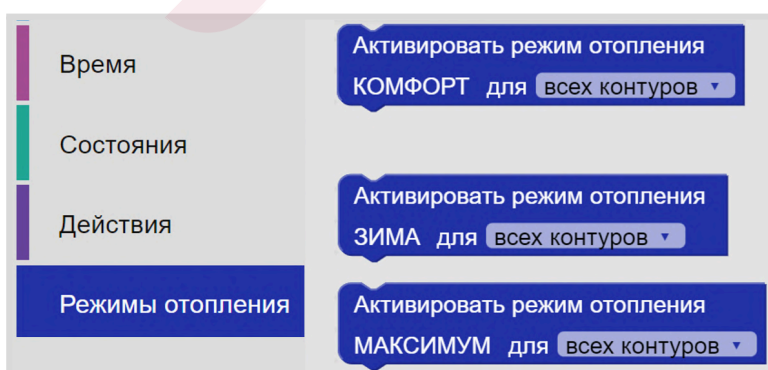 Время
Состояния
Действия
Режимы отопления
Активировать режим отопления
КОМФОРТ для всех контуров
Активировать режим отопления
ЗИМА для всех контуров
Активировать режим отопления
МАКСИМУМ для всех контуров